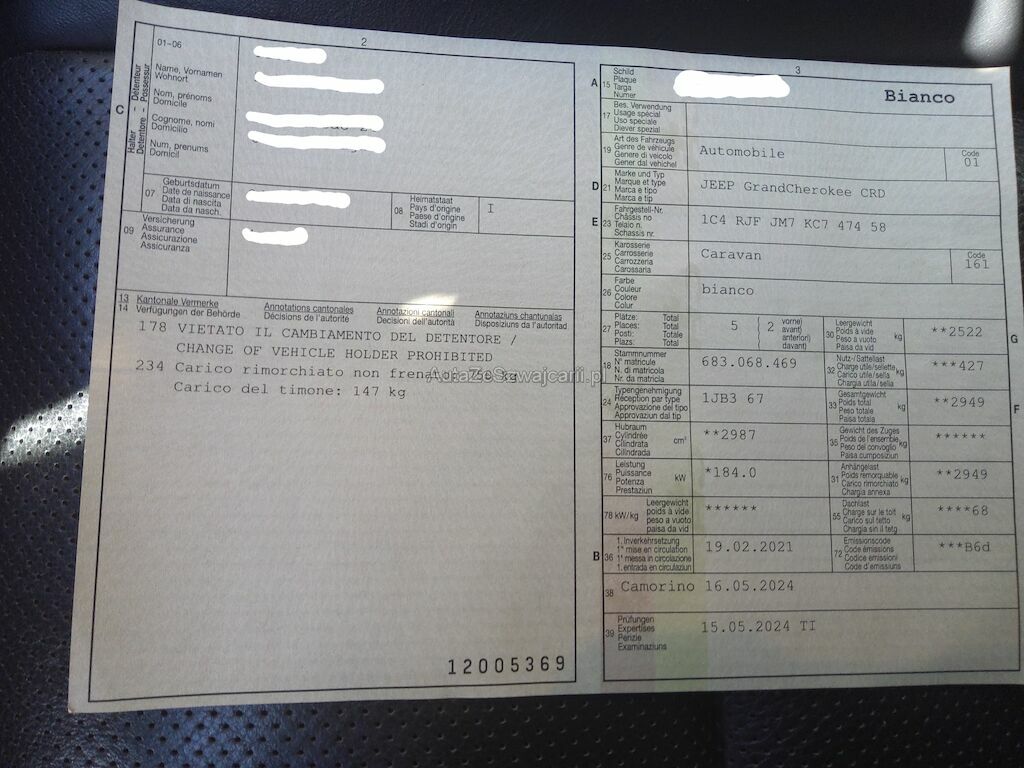 2
01-06
Name, Vornamen
Wohnort
Nom, prénoms
Domicile
Cognome, nomi
Domicilio
Num, prenums
Domicil
C
Halter - Détenteur
Detentore - Possessur
07
Geburtsdatum
Date de naissance
Data di nascita
Data da nasch.
08
Heimatstaat
Pays d'origine
Paese d'origine
Stadi d'origin
I
09
Versicherung
Assurance
Assicurazione
Assicuranza
13 Kantonale Vermerke Annotations cantonales Annotazioni cantonali Annotaziuns chantunalas
14 Verfügungen der Behörde Décisions de l'autorité Decisioni dell'autorità Disposiziuns da l'autoritad
178 VIETATO IL CAMBIAMENTO DEL DETENTORE /
CHANGE OF VEHICLE HOLDER PROHIBITED
234 Carico rimorchiato non frenato: 750 kg
Carico del timone: 147 kg
AutaZeSzwajcarii.pl
12005369
3
A 15
Schild
Plaque
Targa
Numer
Bianco
17
Bes. Verwendung
Usage spécial
Uso speciale
Diever spezial
19
Art des Fahrzeugs
Genre de véhicule
Genere di veicolo
Gener dal vehichel
Automobile
Code
01
D 21
Marke und Typ
Marque et type
Marca e tipo
Marca e tip
JEEP GrandCherokee CRD
E 23
Fahrgestell-Nr.
Châssis no
Telaio n.
Schassis nr.
1C4 RJF JM7 KC7 474 58
25
Karosserie
Carrosserie
Carrozzeria
Carossaria
Caravan
Code
161
26
Farbe
Couleur
Colore
Colur
bianco
27
Plätze: Total
Places: Total
Posti: Totale
Plazs: Total
5
2
vorne)
avant)
anteriori)
davant)
30
Leergewicht
Poids à vide
Peso a vuoto
Paisa da vid
kg
**2522
G
18
Stammnummer
N° matricule
N. di matricola
Nr. da matricla
683.068.469
32
Nutz-/Sattellast
Charge utile/sellette
Carico utile/sella
Chargia utila/sella
kg
***427
24
Typengenehmigung
Réception par type
Approvazione del tipo
Approvaziun dal tip
1JB3 67
33
Gesamtgewicht
Poids total
Peso totale
Paisa totala
kg
**2949
F
37
Hubraum
Cylindrée
Cilindrata
Cilindrada
cm³
**2987
35
Gewicht des Zuges
Poids de l'ensemble
Peso del convoglio
Paisa cumposiziun
kg
******
76
Leistung
Puissance
Potenza
Prestaziun
kW
*184.0
31
Anhängelast
Poids remorquable
Carico rimorchiato
Chargia annexa
kg
**2949
78 kW/kg
Leergewicht
poids à vide
peso a vuoto
paisa da vid
******
55
Dachlast
Charge sur le toit
Carico sul tetto
Chargia sin il tetg
kg
****68
B 36
1. Inverkehrsetzung
1re mise en circulation
1a messa in circolazione
1. entrada en circulaziun
19.02.2021
72
Emissionscode
Code émissions
Codice emissioni
Code d'emissiuns
***B6d
38
Camorino 16.05.2024
39
Prüfungen
Expertises
Perizie
Examinaziuns
15.05.2024 TI